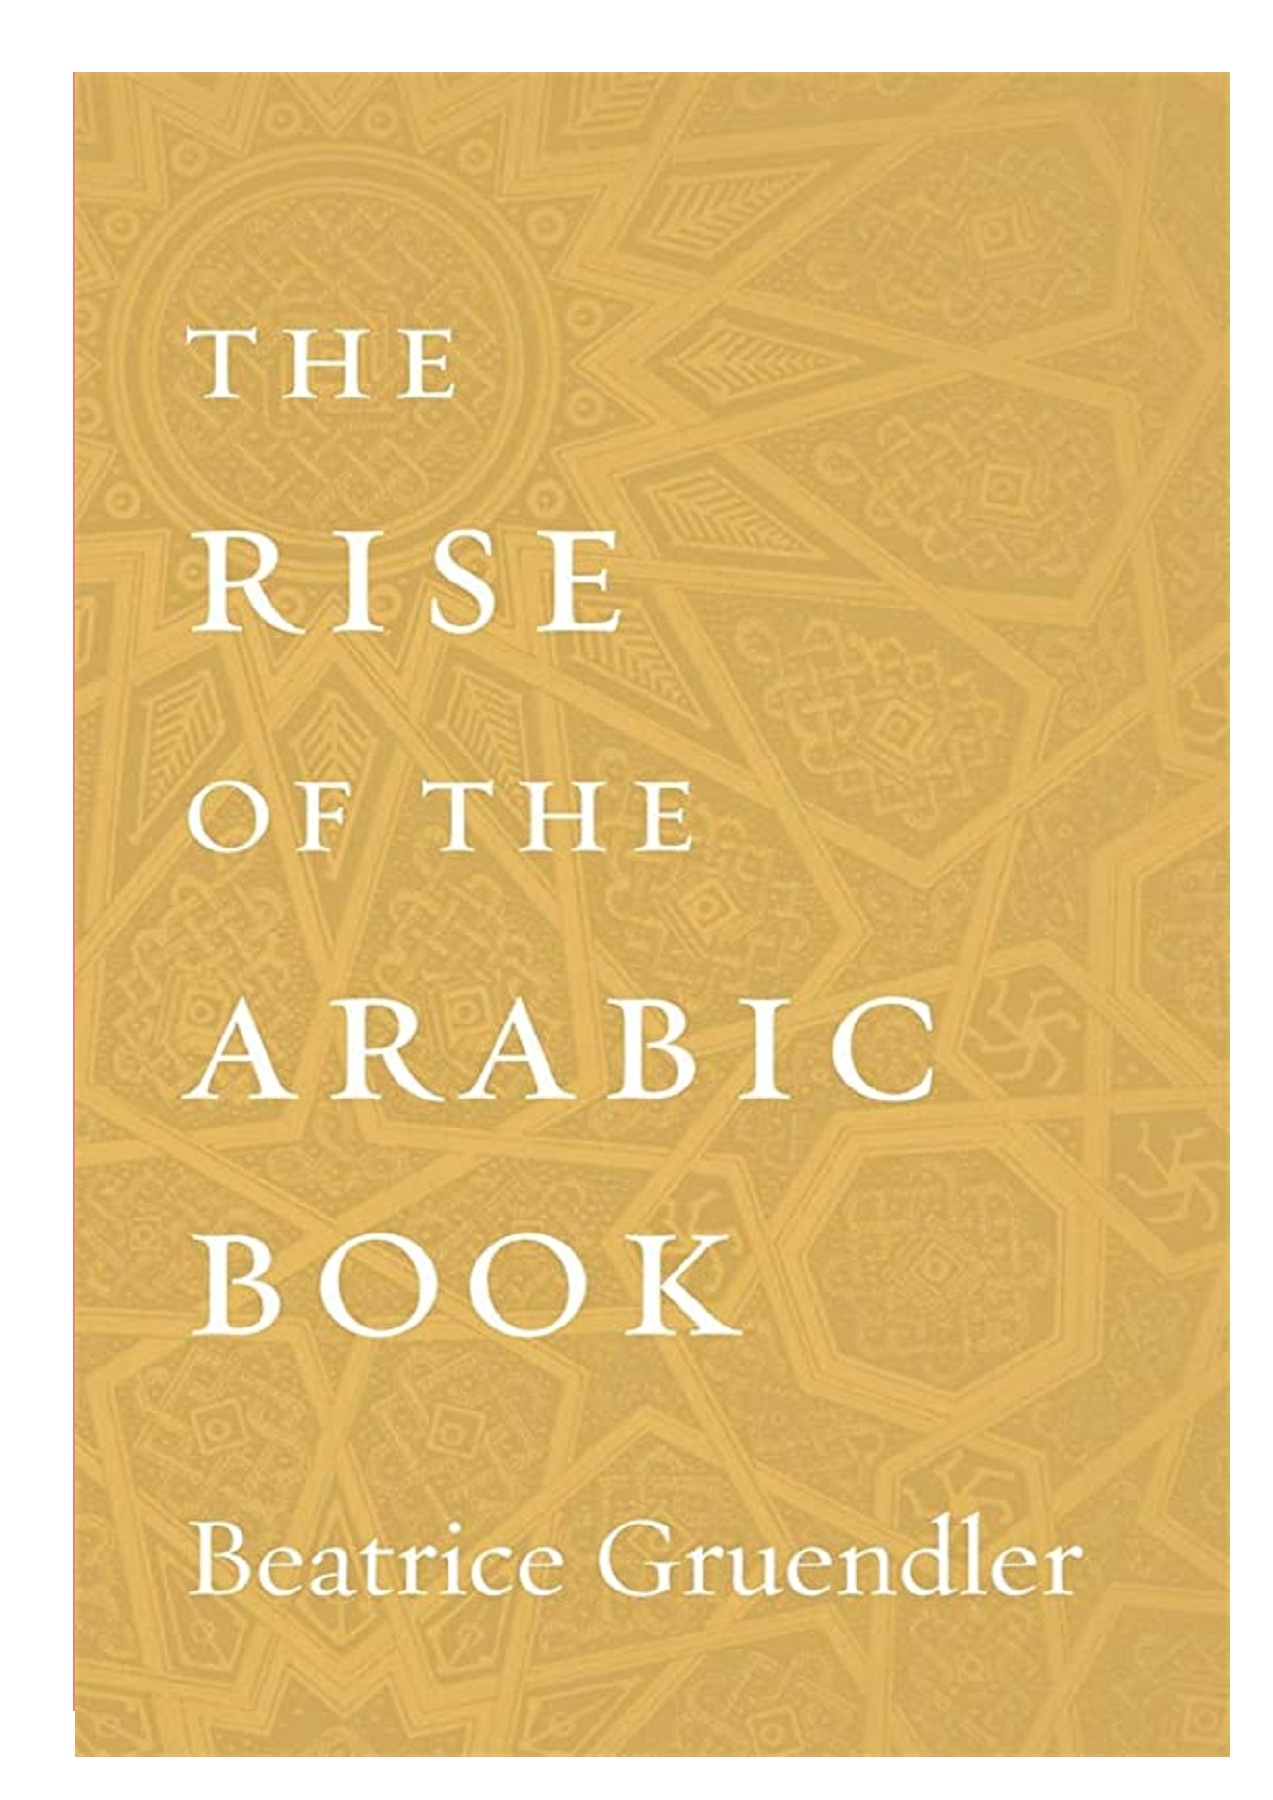 THE
RISE
OF THE
ARABIC
BOOK
Beatrice Gruendler